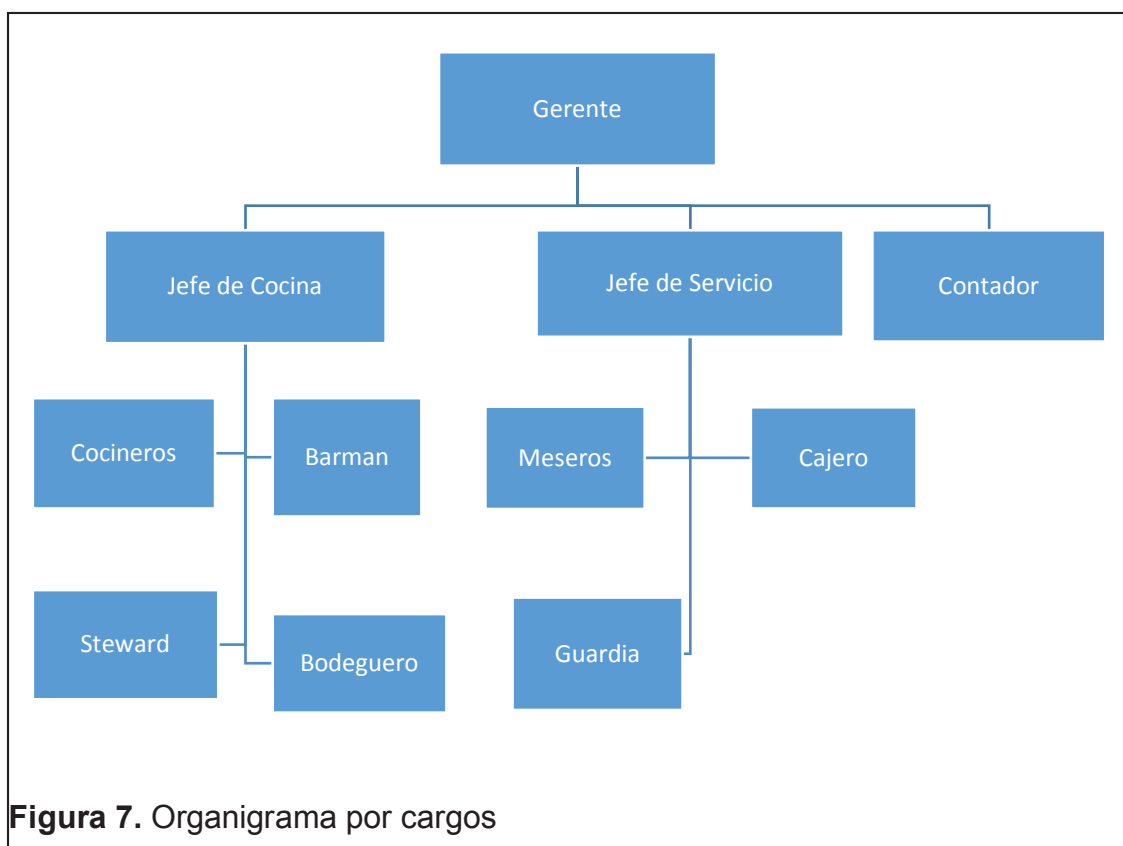 Gerente
Jefe de Cocina
Jefe de Servicio
Contador
Cocineros
Barman
Meseros
Cajero
Steward
Bodeguero
Guardia
Figura 7. Organigrama por cargos